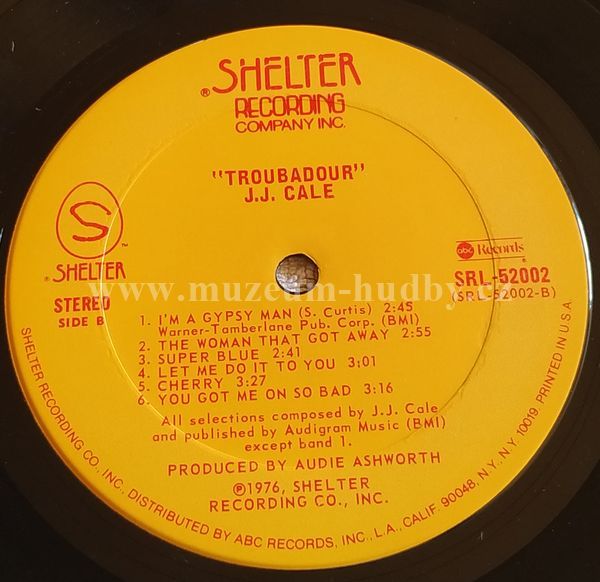 ® SHELTER
RECORDING
COMPANY INC.
"TROUBADOUR"
J.J. CALE
S
™
® SHELTER
STEREO
SIDE B
abc Records
®
SRL-52002
(SRL-52002-B)
www.muzeum-hudby.cz
1. I'M A GYPSY MAN (S. Curtis) 2:45
Warner-Tamberlane Pub. Corp. (BMI)
2. THE WOMAN THAT GOT AWAY 2:55
3. SUPER BLUE 2:41
4. LET ME DO IT TO YOU 3:01
5. CHERRY 3:27
6. YOU GOT ME ON SO BAD 3:16
All selections composed by J.J. Cale
and published by Audigram Music (BMI)
except band 1.
PRODUCED BY AUDIE ASHWORTH
℗1976, SHELTER
RECORDING CO., INC.
SHELTER RECORDING CO., INC., DISTRIBUTED BY ABC RECORDS, INC., L.A., CALIF. 90048, N.Y., N.Y. 10019. PRINTED IN U.S.A.